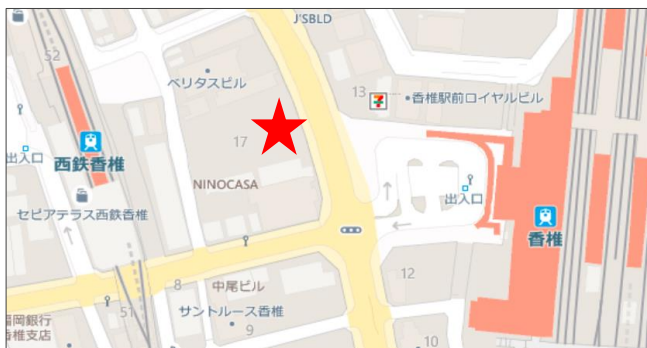 J'SBLD
52
ベリタスビル
13
香椎駅前ロイヤルビル
17
出入口
西鉄香椎
NINOCASA
出入口
セピアテラス西鉄香椎
香椎
12
8
中尾ビル
51
サントルース香椎
福岡銀行
香椎支店
9
10